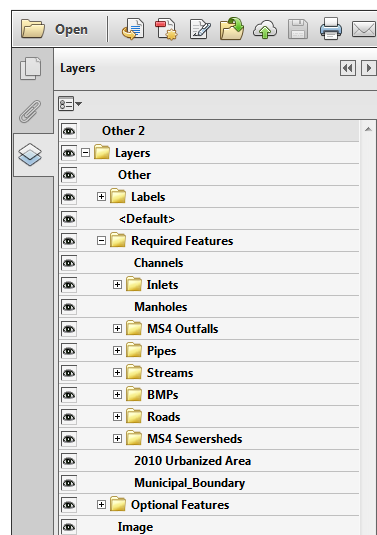 Open
Layers
Other 2
Layers
Other
Labels
<Default>
Required Features
Channels
Inlets
Manholes
MS4 Outfalls
Pipes
Streams
BMPs
Roads
MS4 Sewersheds
2010 Urbanized Area
Municipal_Boundary
Optional Features
Image